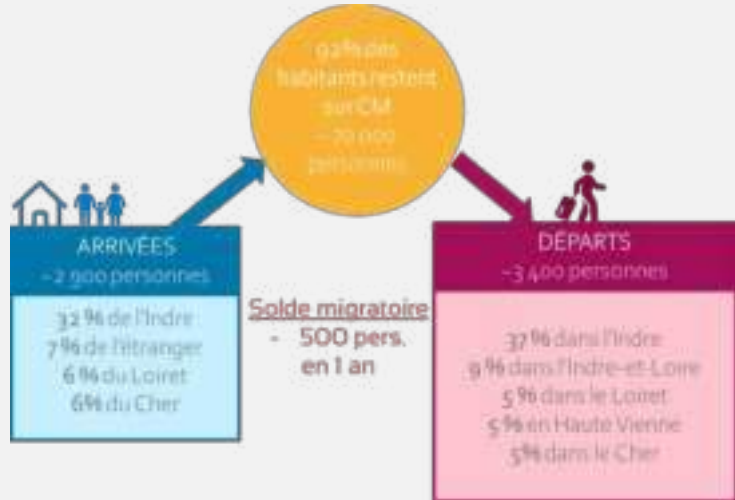 92% des
habitants restent
sur CM
~70 000
personnes
ARRIVÉES
~2 900 personnes
32 % de l'Indre
7 % de l'étranger
6 % du Loiret
6% du Cher
Solde migratoire
- 500 pers.
en 1 an
DÉPARTS
~3 400 personnes
37 % dans l'Indre
9 % dans l'Indre-et-Loire
5 % dans le Loiret
5 % en Haute Vienne
5% dans le Cher